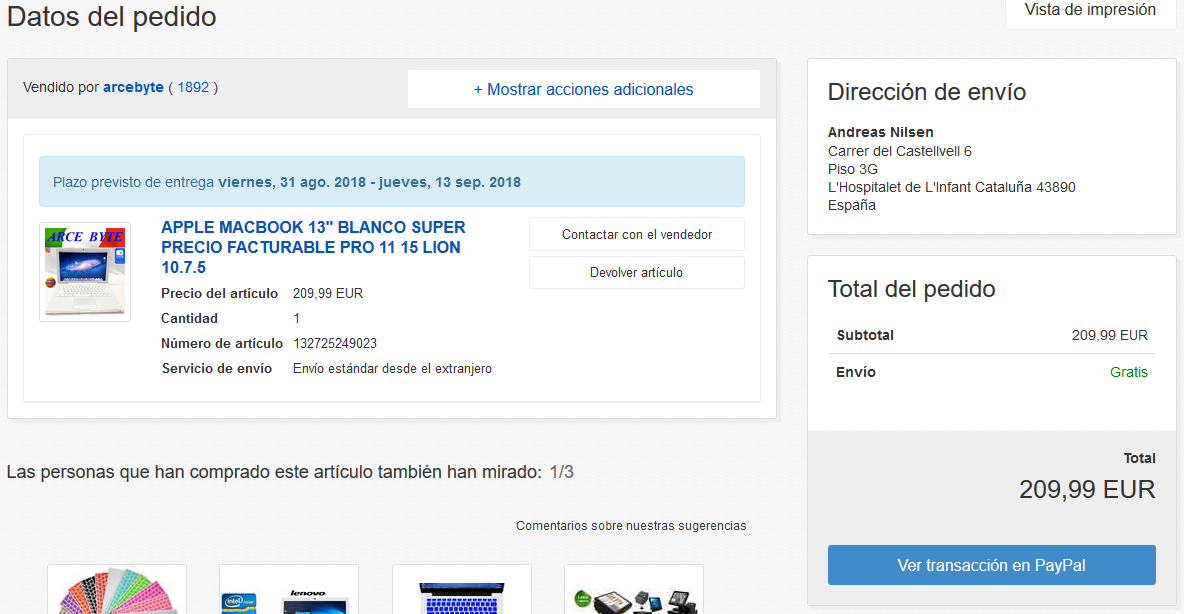 Datos del pedido
Vista de impresión
Vendido por arcebyte ( 1892 )
+ Mostrar acciones adicionales
Plazo previsto de entrega viernes, 31 ago. 2018 - jueves, 13 sep. 2018
ARCE BYTE
APPLE MACBOOK 13" BLANCO SUPER
PRECIO FACTURABLE PRO 11 15 LION
10.7.5
Precio del artículo 209,99 EUR
Cantidad 1
Número de artículo 132725249023
Servicio de envío Envío estándar desde el extranjero
Contactar con el vendedor
Devolver artículo
Dirección de envío
Andreas Nilsen
Carrer del Castellvell 6
Piso 3G
L'Hospitalet de L'Infant Cataluña 43890
España
Total del pedido
Subtotal 209,99 EUR
Envío Gratis
Total
209,99 EUR
Ver transacción en PayPal
Las personas que han comprado este artículo también han mirado: 1/3
Comentarios sobre nuestras sugerencias
intel
lenovo